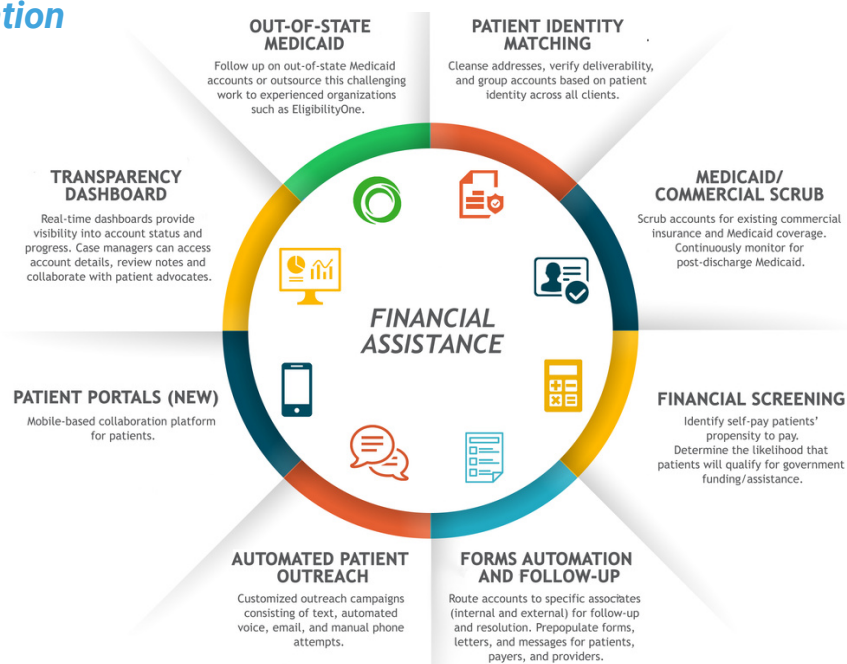 tion
OUT-OF-STATE
MEDICAID
Follow up on out-of-state Medicaid
accounts or outsource this challenging
work to experienced organizations
such as EligibilityOne.
PATIENT IDENTITY
MATCHING
Cleanse addresses, verify deliverability,
and group accounts based on patient
identity across all clients.
MEDICAID/
COMMERCIAL SCRUB
Scrub accounts for existing commercial
insurance and Medicaid coverage.
Continuously monitor for
post-discharge Medicaid.
FINANCIAL SCREENING
Identify self-pay patients’
propensity to pay.
Determine the likelihood that
patients will qualify for government
funding/assistance.
FORMS AUTOMATION
AND FOLLOW-UP
Route accounts to specific associates
(internal and external) for follow-up
and resolution. Prepopulate forms,
letters, and messages for patients,
payers, and providers.
AUTOMATED PATIENT
OUTREACH
Customized outreach campaigns
consisting of text, automated
voice, email, and manual phone
attempts.
PATIENT PORTALS (NEW)
Mobile-based collaboration platform
for patients.
TRANSPARENCY
DASHBOARD
Real-time dashboards provide
visibility into account status and
progress. Case managers can access
account details, review notes and
collaborate with patient advocates.
FINANCIAL
ASSISTANCE